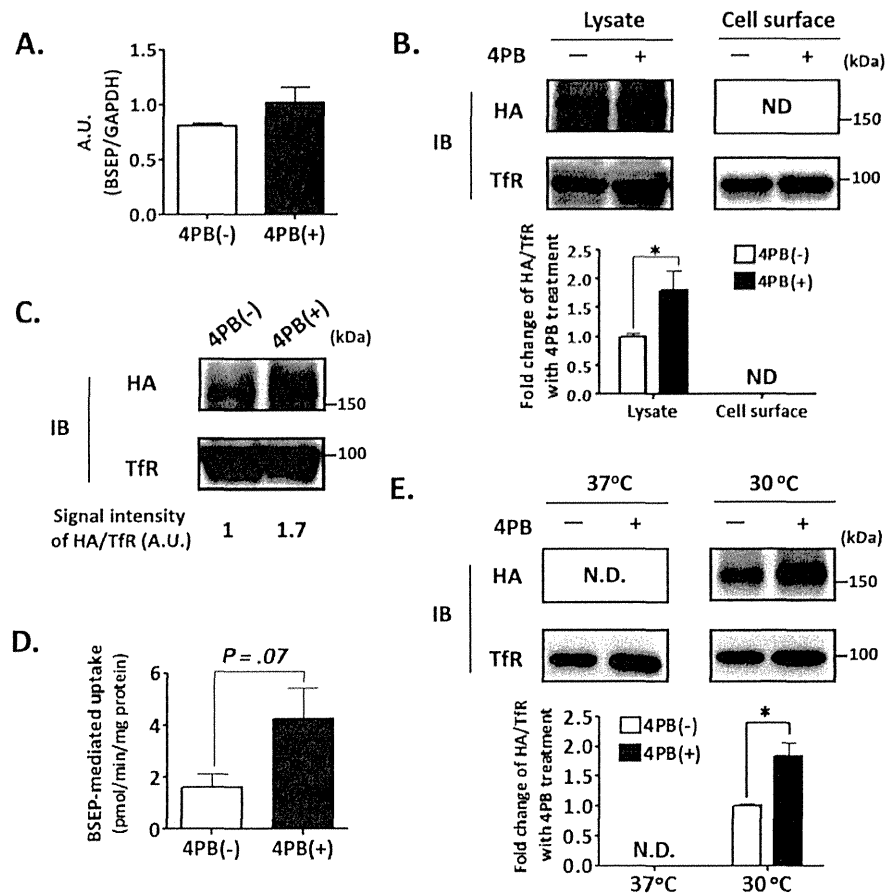 A.
A.U.
(BSEP/GAPDH)
1.5
1.0
0.5
0.0
4PB(-) 4PB(+)
B.
Lysate Cell surface
4PB — + — + (kDa)
IB
HA ND 150
TfR 100
Fold change of HA/TfR
with 4PB treatment
2.5
2.0
1.5
1.0
0.5
0.0
*
4PB(-)
4PB(+)
ND
Lysate Cell surface
C.
4PB(-) 4PB(+) (kDa)
IB
HA 150
TfR 100
Signal intensity
of HA/TfR (A.U.) 1 1.7
D.
BSEP-mediated uptake
(pmol/min/mg protein)
6
4
2
0
P = .07
4PB(-) 4PB(+)
E.
37°C 30°C
4PB — + — + (kDa)
IB
HA N.D. 150
TfR 100
Fold change of HA/TfR
with 4PB treatment
2.5
2.0
1.5
1.0
0.5
0.0
4PB(-)
4PB(+)
*
N.D.
37°C 30°C